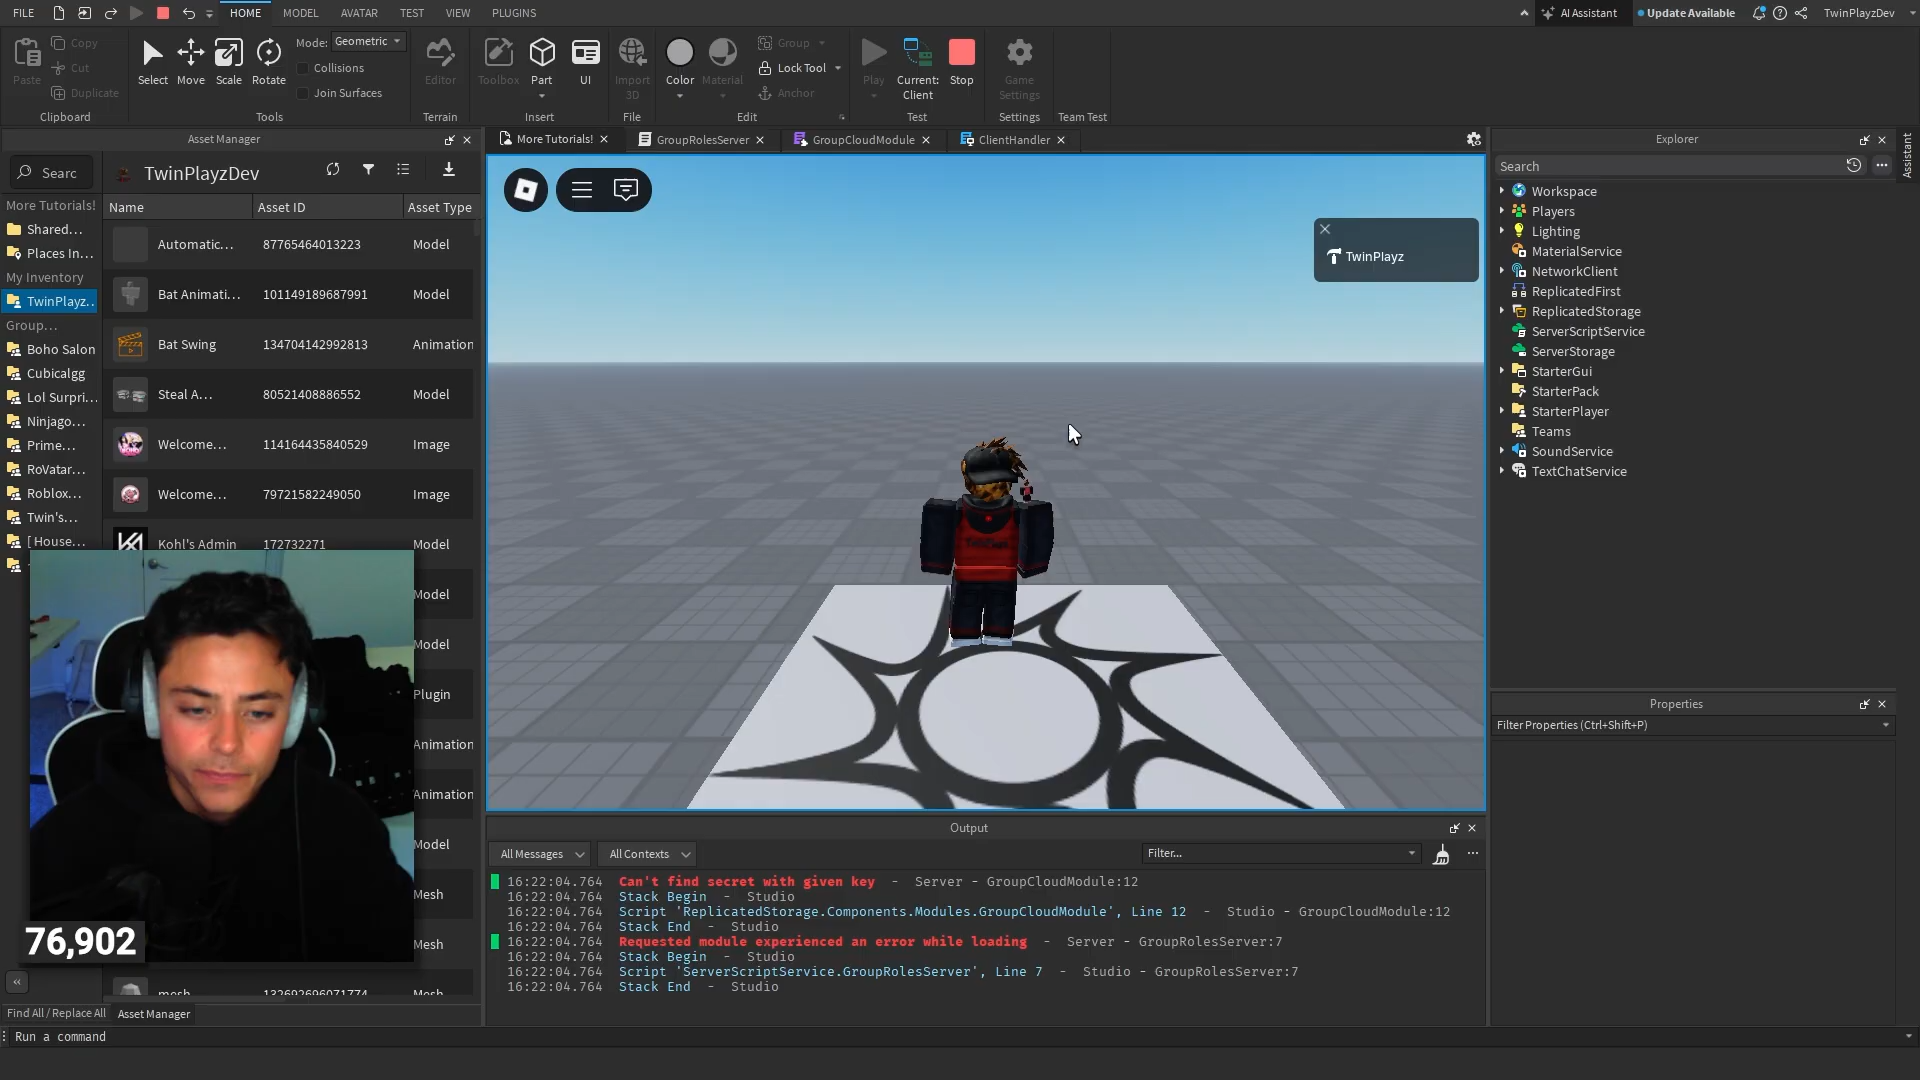 FILE
HOME
MODEL
AVATAR
TEST
VIEW
PLUGINS
AI Assistant
Update Available
TwinPlayzDev
Paste
Copy
Cut
Duplicate
Clipboard
Select
Move
Scale
Rotate
Mode:
Geometric
Collisions
Join Surfaces
Tools
Editor
Terrain
Toolbox
Part
UI
Insert
Import
3D
File
Color
Material
Group
Lock Tool
Anchor
Edit
Play
Current:
Client
Stop
Test
Game
Settings
Settings
Team Test
Asset Manager
Searc
TwinPlayzDev
Name
Asset ID
Asset Type
More Tutorials!
Shared...
Places In...
My Inventory
TwinPlayz...
Group...
Boho Salon
Cubicalgg
Lol Surpri...
Ninjago...
Prime...
RoVatar...
Roblox...
Twin's...
[ House...
Automatic... 87765464013223 Model
Bat Animati... 101149189687991 Model
Bat Swing 134704142992813 Animation
Steal A... 80521408886552 Model
Welcome... 114164435840529 Image
Welcome... 79721582249050 Image
Kohl's Admin 172732271 Model
Model
Model
Plugin
Animation
Animation
Model
Mesh
Mesh
mesh 132692696071774 Mesh
76,902
Find All / Replace All
Asset Manager
Run a command
More Tutorials!
GroupRolesServer
GroupCloudModule
ClientHandler
TwinPlayz
Output
All Messages
All Contexts
Filter...
16:22:04.764 Can't find secret with given key - Server - GroupCloudModule:12
16:22:04.764 Stack Begin - Studio
16:22:04.764 Script 'ReplicatedStorage.Components.Modules.GroupCloudModule', Line 12 - Studio - GroupCloudModule:12
16:22:04.764 Stack End - Studio
16:22:04.764 Requested module experienced an error while loading - Server - GroupRolesServer:7
16:22:04.764 Stack Begin - Studio
16:22:04.764 Script 'ServerScriptService.GroupRolesServer', Line 7 - Studio - GroupRolesServer:7
16:22:04.764 Stack End - Studio
Explorer
Search
Workspace
Players
Lighting
MaterialService
NetworkClient
ReplicatedFirst
ReplicatedStorage
ServerScriptService
ServerStorage
StarterGui
StarterPack
StarterPlayer
Teams
SoundService
TextChatService
Properties
Filter Properties (Ctrl+Shift+P)
Assistant